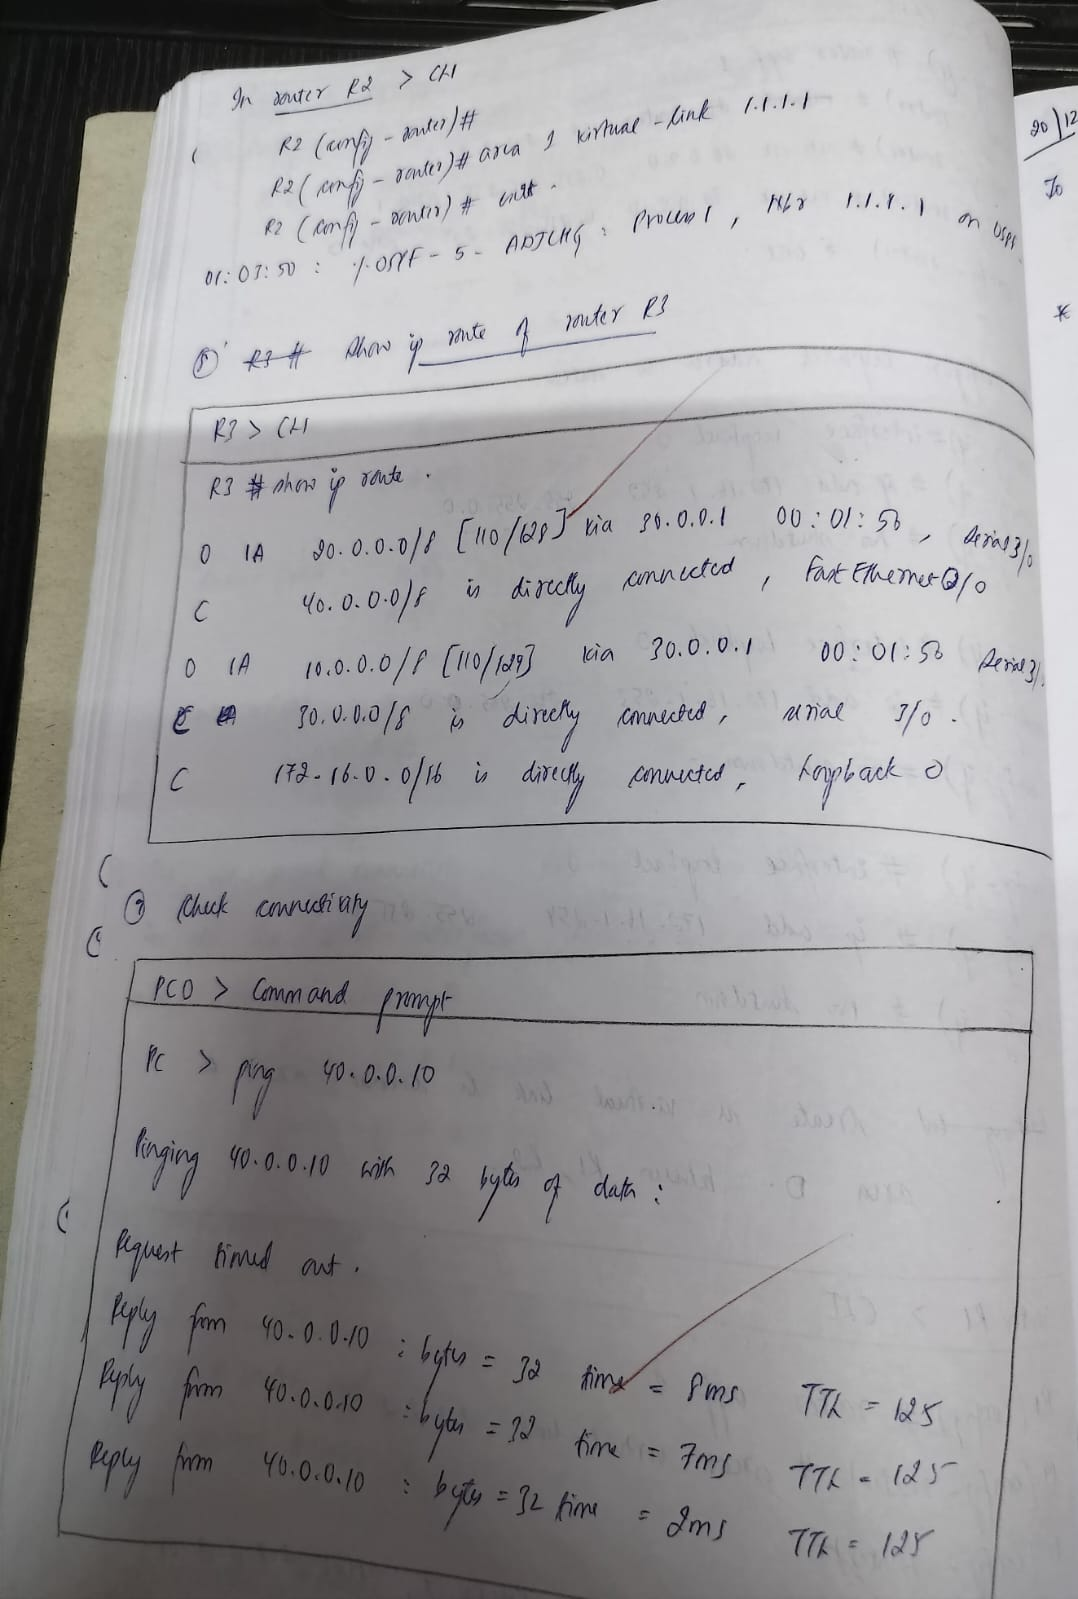 In router R2 > CLI
R2 (config-router)#
R2 (config-router)# area 1 virtual-link 1.1.1.1
R2 (config-router)# exit.
01:03:50 : %OSPF-5-ADJCHG : Process 1, Nbr 1.1.1.1 on OSPF
R3# show ip route of router R3
R3 > CLI
R3 # show ip route.
O IA 20.0.0.0/8 [110/128] via 30.0.0.1 00:01:56, Serial3/0
C 40.0.0.0/8 is directly connected, FastEthernet0/0
O IA 10.0.0.0/8 [110/129] via 30.0.0.1 00:01:56 Serial3/
C 30.0.0.0/8 is directly connected, serial 3/0.
C 172.16.0.0/16 is directly connected, Loopback 0
Check connectivity
PC0 > Command prompt
PC > ping 40.0.0.10
Pinging 40.0.0.10 with 32 bytes of data :
Request timed out.
Reply from 40.0.0.10 : bytes = 32 time = 8ms TTL = 125
Reply from 40.0.0.10 : bytes = 32 time = 7ms TTL = 125
Reply from 40.0.0.10 : bytes = 32 time = 2ms TTL = 125
20/12
To
*